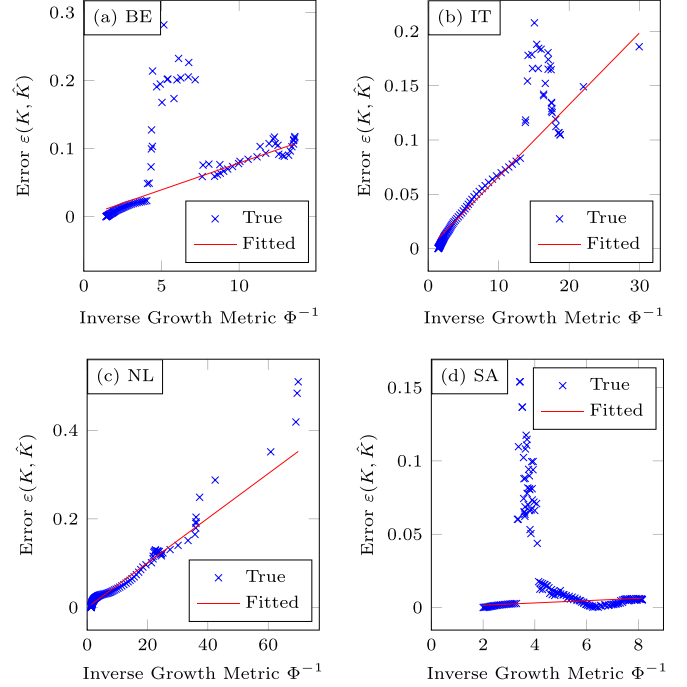 (a) BE
0.3
0.2
0.1
0
0
5
10
Error ε(K, K̂)
Inverse Growth Metric Φ⁻¹
True
Fitted
(b) IT
0.2
0.15
0.1
0.05
0
0
10
20
30
Error ε(K, K̂)
Inverse Growth Metric Φ⁻¹
True
Fitted
(c) NL
0.4
0.2
0
0
20
40
60
Error ε(K, K̂)
Inverse Growth Metric Φ⁻¹
True
Fitted
(d) SA
0.15
0.1
0.05
0
0
2
4
6
8
Error ε(K, K̂)
Inverse Growth Metric Φ⁻¹
True
Fitted